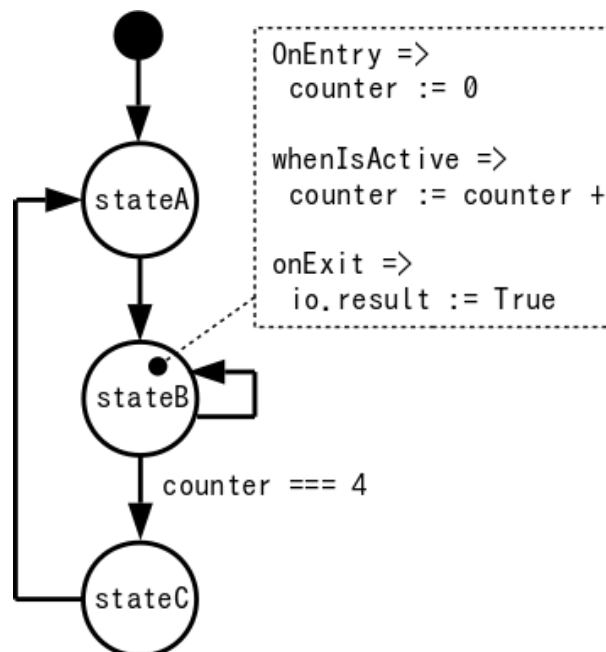 OnEntry =>
counter := 0
whenIsActive =>
counter := counter +
onExit =>
io.result := True
stateA
stateB
counter === 4
stateC